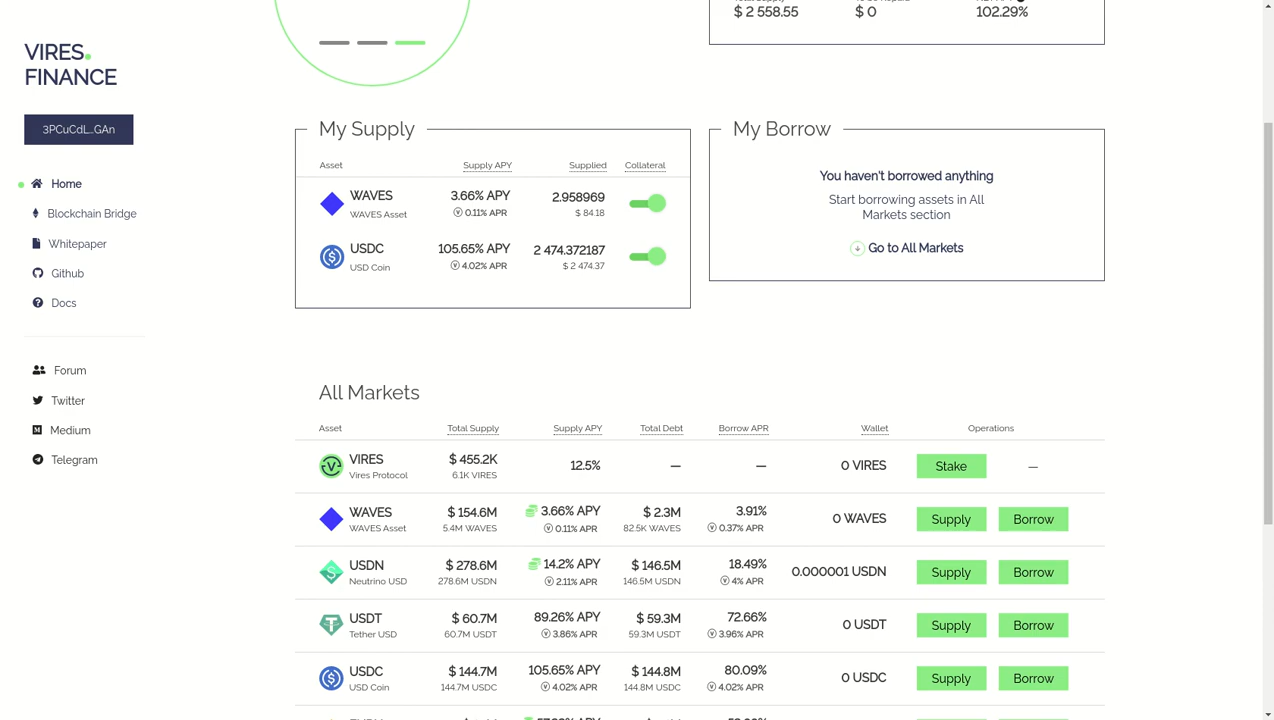 VIRES.
FINANCE
3PCuCdL...GAn
Home
Blockchain Bridge
Whitepaper
Github
Docs
Forum
Twitter
Medium
Telegram
$ 2 558.55 $ 0 102.29%
My Supply
Asset Supply APY Supplied Collateral
WAVES 3.66% APY 2.958969
WAVES Asset 0.11% APR $ 84.18
USDC 105.65% APY 2 474.372187
USD Coin 4.02% APR $ 2 474.37
My Borrow
You haven't borrowed anything
Start borrowing assets in All
Markets section
Go to All Markets
All Markets
Asset Total Supply Supply APY Total Debt Borrow APR Wallet Operations
VIRES $ 455.2K 12.5% — — 0 VIRES Stake —
Vires Protocol 6.1K VIRES
WAVES $ 154.6M 3.66% APY $ 2.3M 3.91% 0 WAVES Supply Borrow
WAVES Asset 5.4M WAVES 0.11% APR 82.5K WAVES 0.37% APR
USDN $ 278.6M 14.2% APY $ 146.5M 18.49% 0.000001 USDN Supply Borrow
Neutrino USD 278.6M USDN 2.11% APR 146.5M USDN 4% APR
USDT $ 60.7M 89.26% APY $ 59.3M 72.66% 0 USDT Supply Borrow
Tether USD 60.7M USDT 3.86% APR 59.3M USDT 3.96% APR
USDC $ 144.7M 105.65% APY $ 144.8M 80.09% 0 USDC Supply Borrow
USD Coin 144.7M USDC 4.02% APR 144.8M USDC 4.02% APR